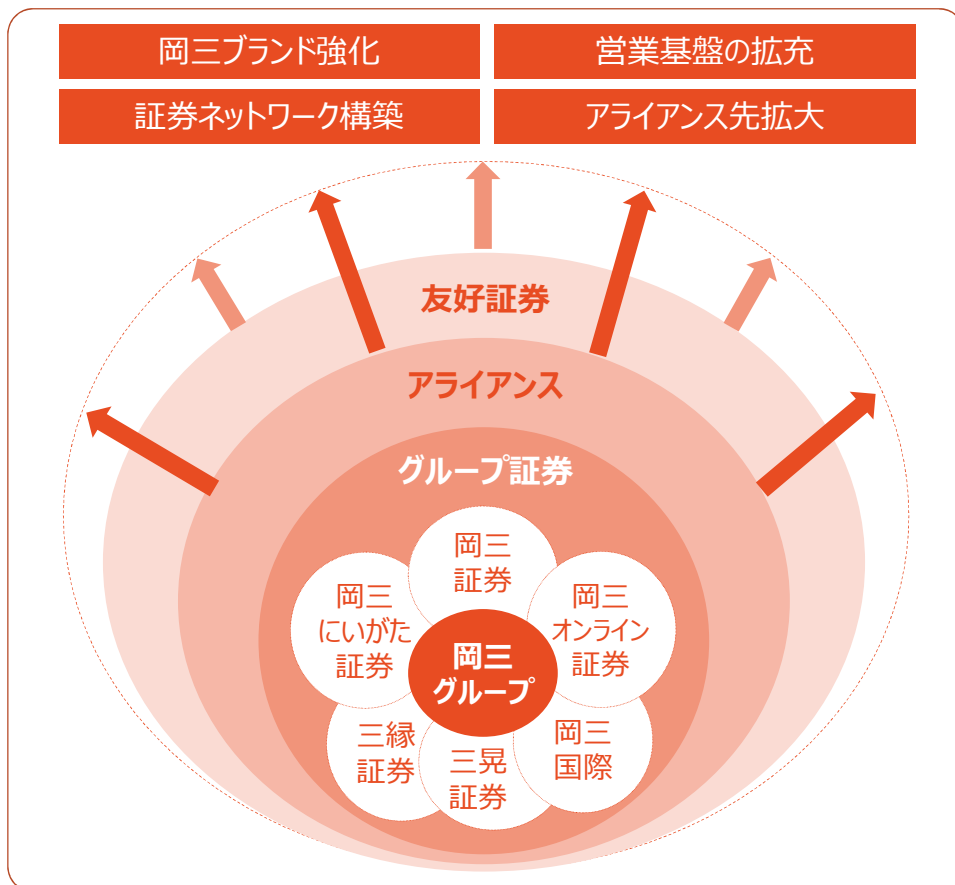 岡三ブランド強化
営業基盤の拡充
証券ネットワーク構築
アライアンス先拡大
友好証券
アライアンス
グループ証券
岡三
証券
岡三
にいがた
証券
岡三
オンライン
証券
岡三
グループ
三縁
証券
三晃
証券
岡三
国際